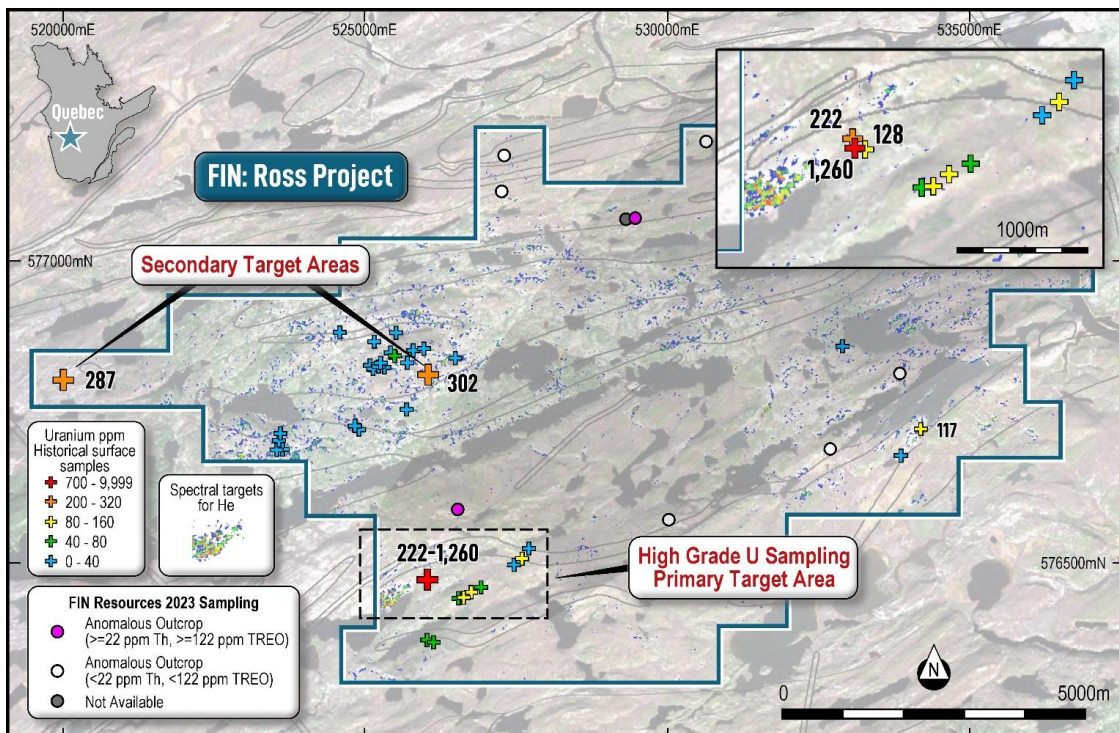 520000mE
525000mE
530000mE
535000mE
Quebec
FIN: Ross Project
222
128
1,260
1000m
577000mN
Secondary Target Areas
287
302
117
Uranium ppm
Historical surface
samples
700 - 9,999
200 - 320
80 - 160
40 - 80
0 - 40
Spectral targets
for He
222-1,260
High Grade U Sampling
Primary Target Area
576500mN
FIN Resources 2023 Sampling
Anomalous Outcrop
(>=22 ppm Th, >=122 ppm TREO)
Anomalous Outcrop
(<22 ppm Th, <122 ppm TREO)
Not Available
N
0
5000m